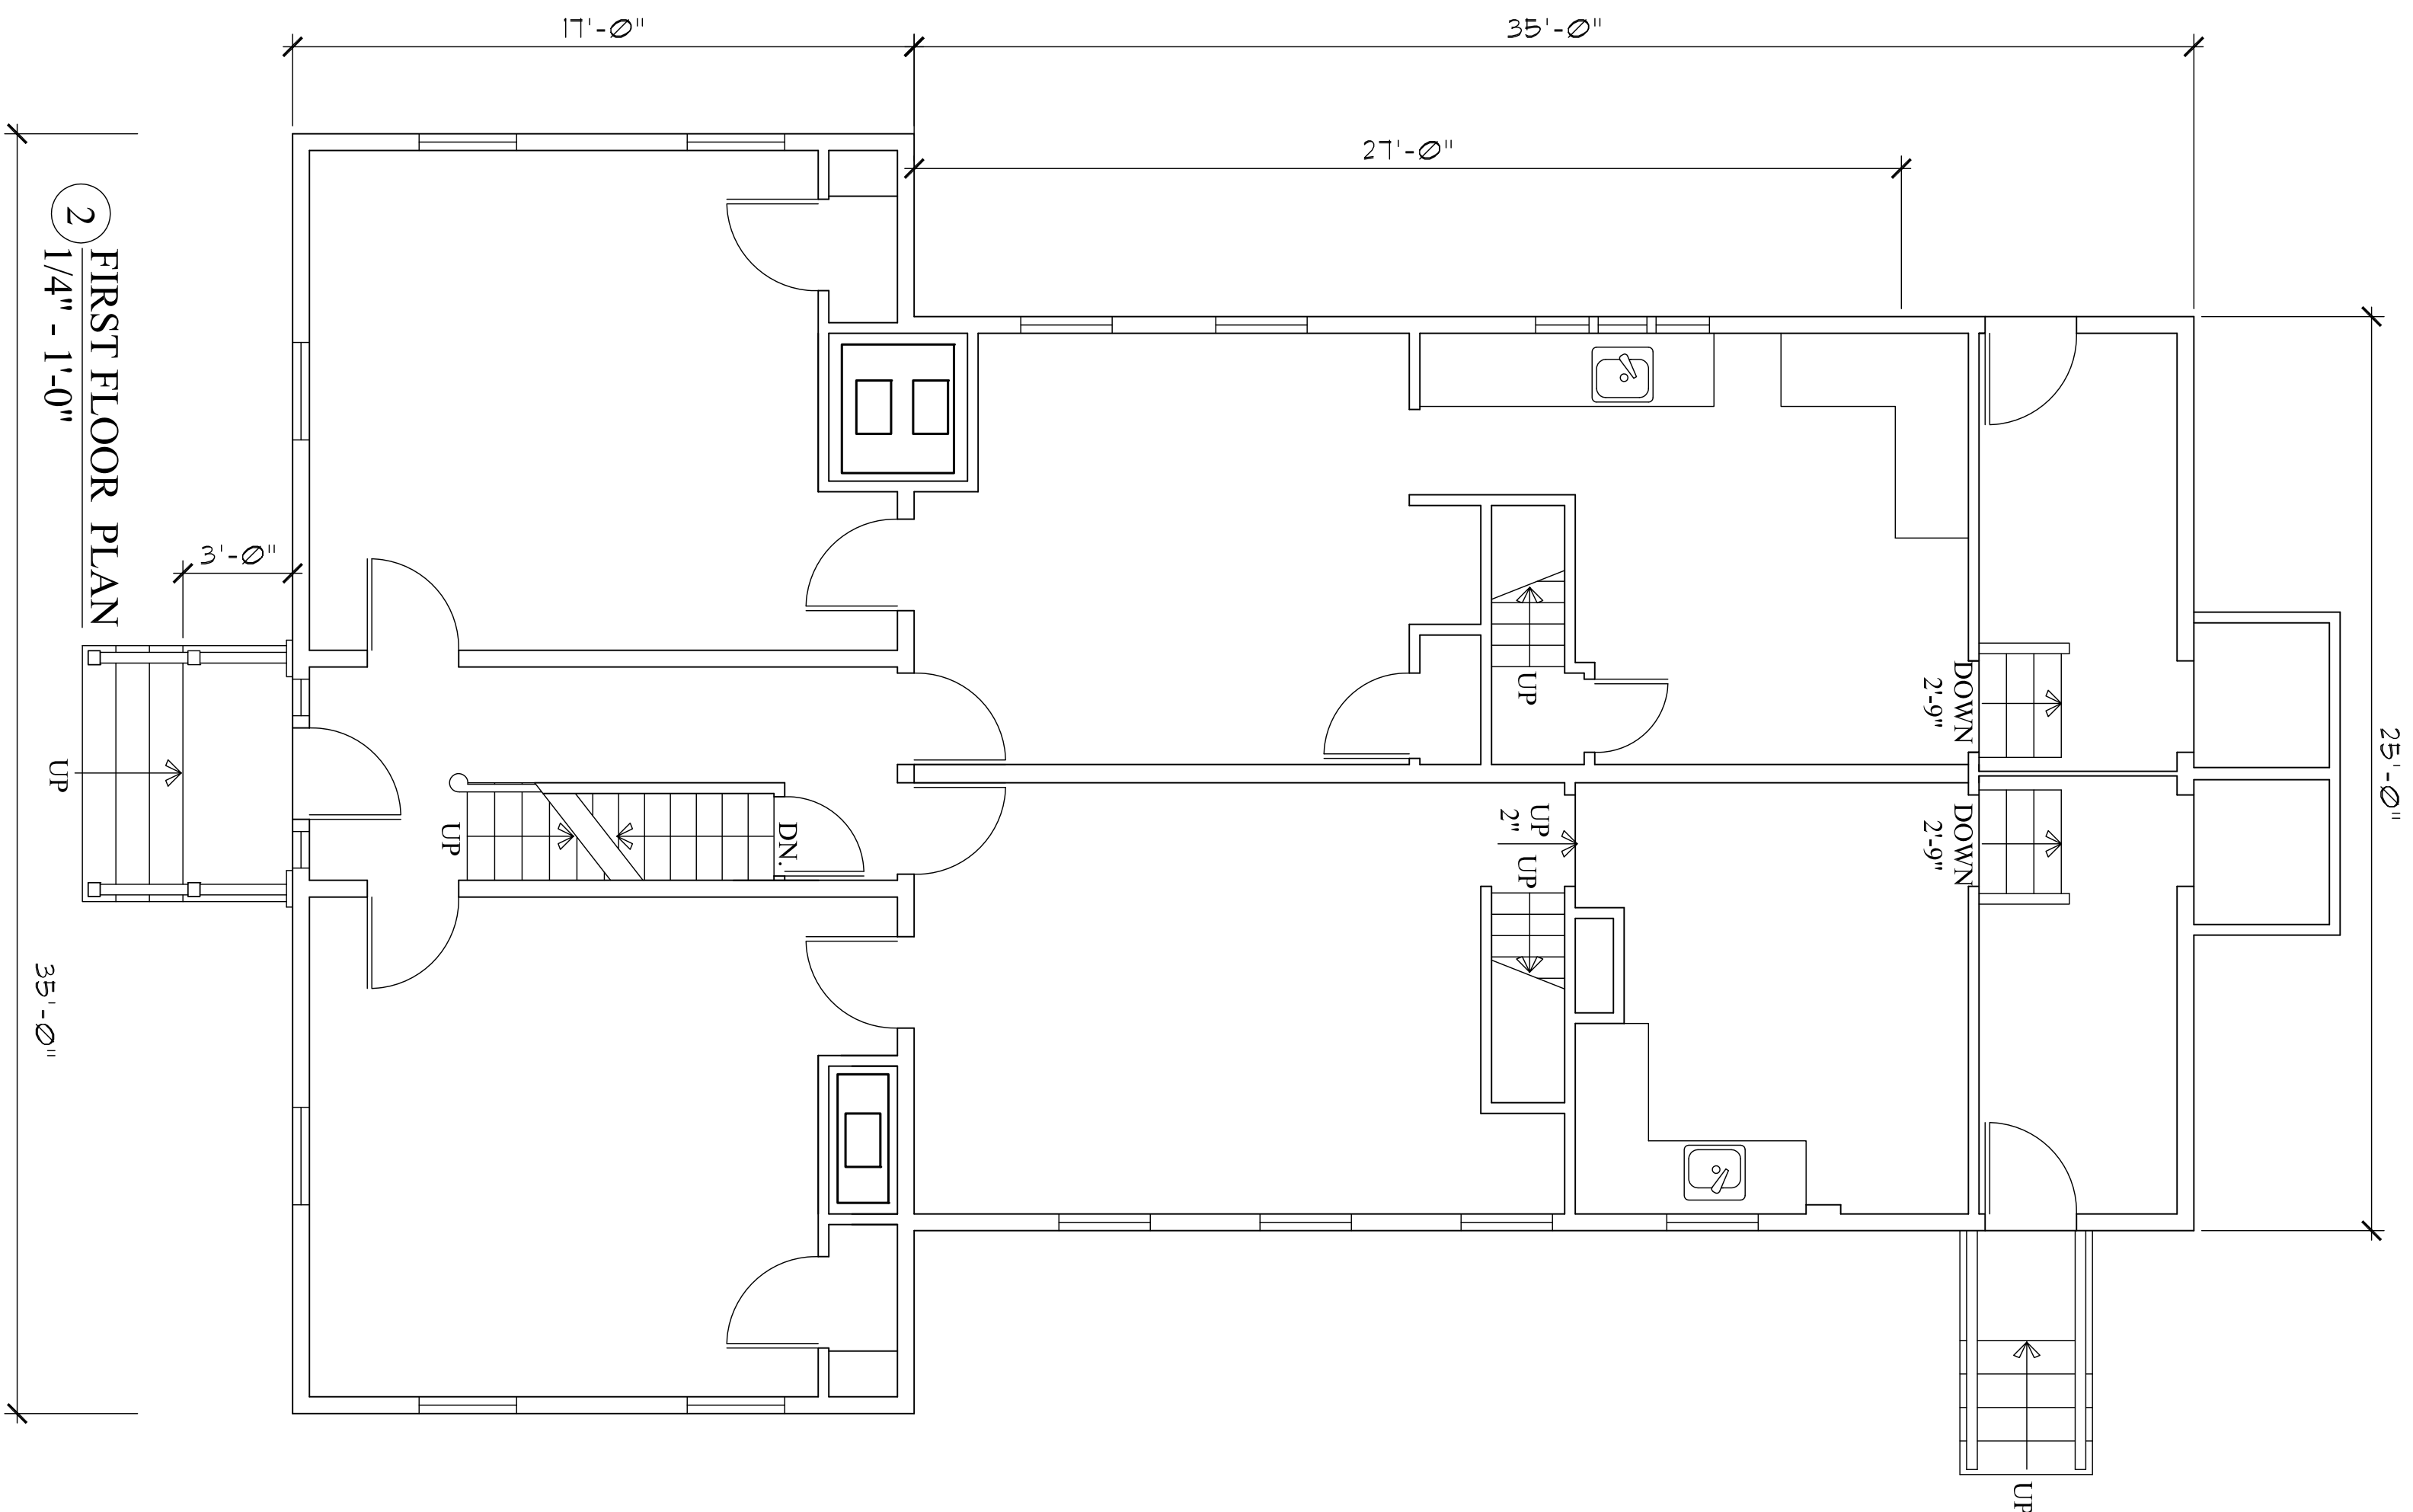 17'-0"
35'-0"
27'-0"
2
FIRST FLOOR PLAN
1/4" - 1'-0"
3'-0"
UP
DOWN
2'-9"
25'-0"
UP
UP
DN.
UP
2"
UP
DOWN
2'-9"
35'-0"
UP